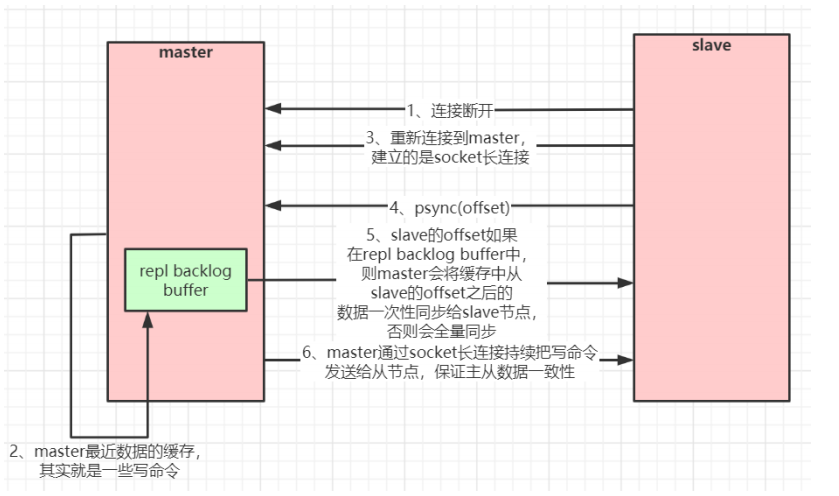 master
slave
1、连接断开
3、重新连接到master，
建立的是socket长连接
4、psync(offset)
5、slave的offset如果
在repl backlog buffer中，
则master会将缓存中从
slave的offset之后的
数据一次性同步给slave节点，
否则会全量同步
repl backlog
buffer
6、master通过socket长连接持续把写命令
发送给从节点，保证主从数据一致性
2、master最近数据的缓存，
其实就是一些写命令